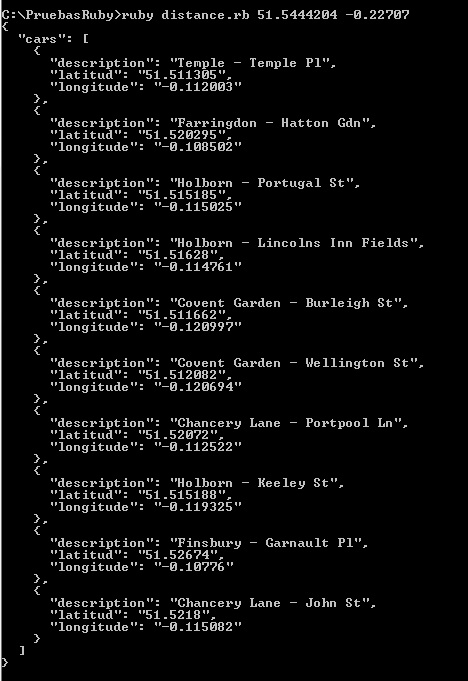 C:\PruebasRuby>ruby distance.rb 51.5444204 -0.22707
{
  "cars": [
    {
      "description": "Temple - Temple Pl",
      "latitud": "51.511305",
      "longitude": "-0.112003"
    },
    {
      "description": "Farringdon - Hatton Gdn",
      "latitud": "51.520295",
      "longitude": "-0.108502"
    },
    {
      "description": "Holborn - Portugal St",
      "latitud": "51.515185",
      "longitude": "-0.115025"
    },
    {
      "description": "Holborn - Lincolns Inn Fields",
      "latitud": "51.51628",
      "longitude": "-0.114761"
    },
    {
      "description": "Covent Garden - Burleigh St",
      "latitud": "51.511662",
      "longitude": "-0.120997"
    },
    {
      "description": "Covent Garden - Wellington St",
      "latitud": "51.512082",
      "longitude": "-0.120694"
    },
    {
      "description": "Chancery Lane - Portpool Ln",
      "latitud": "51.52072",
      "longitude": "-0.112522"
    },
    {
      "description": "Holborn - Keeley St",
      "latitud": "51.515188",
      "longitude": "-0.119325"
    },
    {
      "description": "Finsbury - Garnault Pl",
      "latitud": "51.52674",
      "longitude": "-0.10776"
    },
    {
      "description": "Chancery Lane - John St",
      "latitud": "51.5218",
      "longitude": "-0.115082"
    }
  ]
}